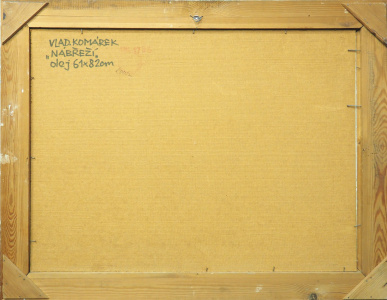 VLAD. KOMÁREK
„NÁBŘEŽÍ"
olej 61x82cm